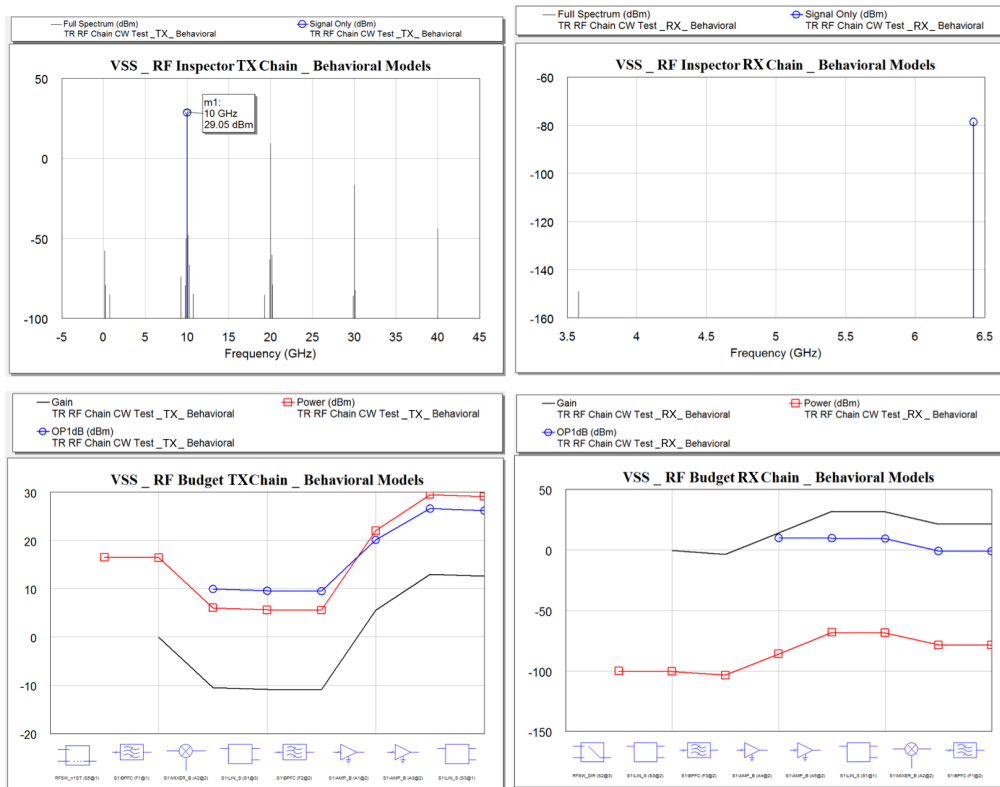 Full Spectrum (dBm)
TR RF Chain CW Test _TX_ Behavioral
Signal Only (dBm)
TR RF Chain CW Test _TX_ Behavioral
VSS _ RF Inspector TX Chain _ Behavioral Models
m1:
10 GHz
29.05 dBm
50
0
-50
-100
-5 0 5 10 15 20 25 30 35 40 45
Frequency (GHz)
Full Spectrum (dBm)
TR RF Chain CW Test _RX_ Behavioral
Signal Only (dBm)
TR RF Chain CW Test _RX_ Behavioral
VSS _ RF Inspector RX Chain _ Behavioral Models
-60
-80
-100
-120
-140
-160
3.5 4 4.5 5 5.5 6 6.5
Frequency (GHz)
Gain
TR RF Chain CW Test _TX_ Behavioral
Power (dBm)
TR RF Chain CW Test _TX_ Behavioral
OP1dB (dBm)
TR RF Chain CW Test _TX_ Behavioral
VSS _ RF Budget TXChain _ Behavioral Models
30
20
10
0
-10
-20
Gain
TR RF Chain CW Test _RX_ Behavioral
Power (dBm)
TR RF Chain CW Test _RX_ Behavioral
OP1dB (dBm)
TR RF Chain CW Test _RX_ Behavioral
VSS _ RF Budget RX Chain _ Behavioral Models
50
0
-50
-100
-150